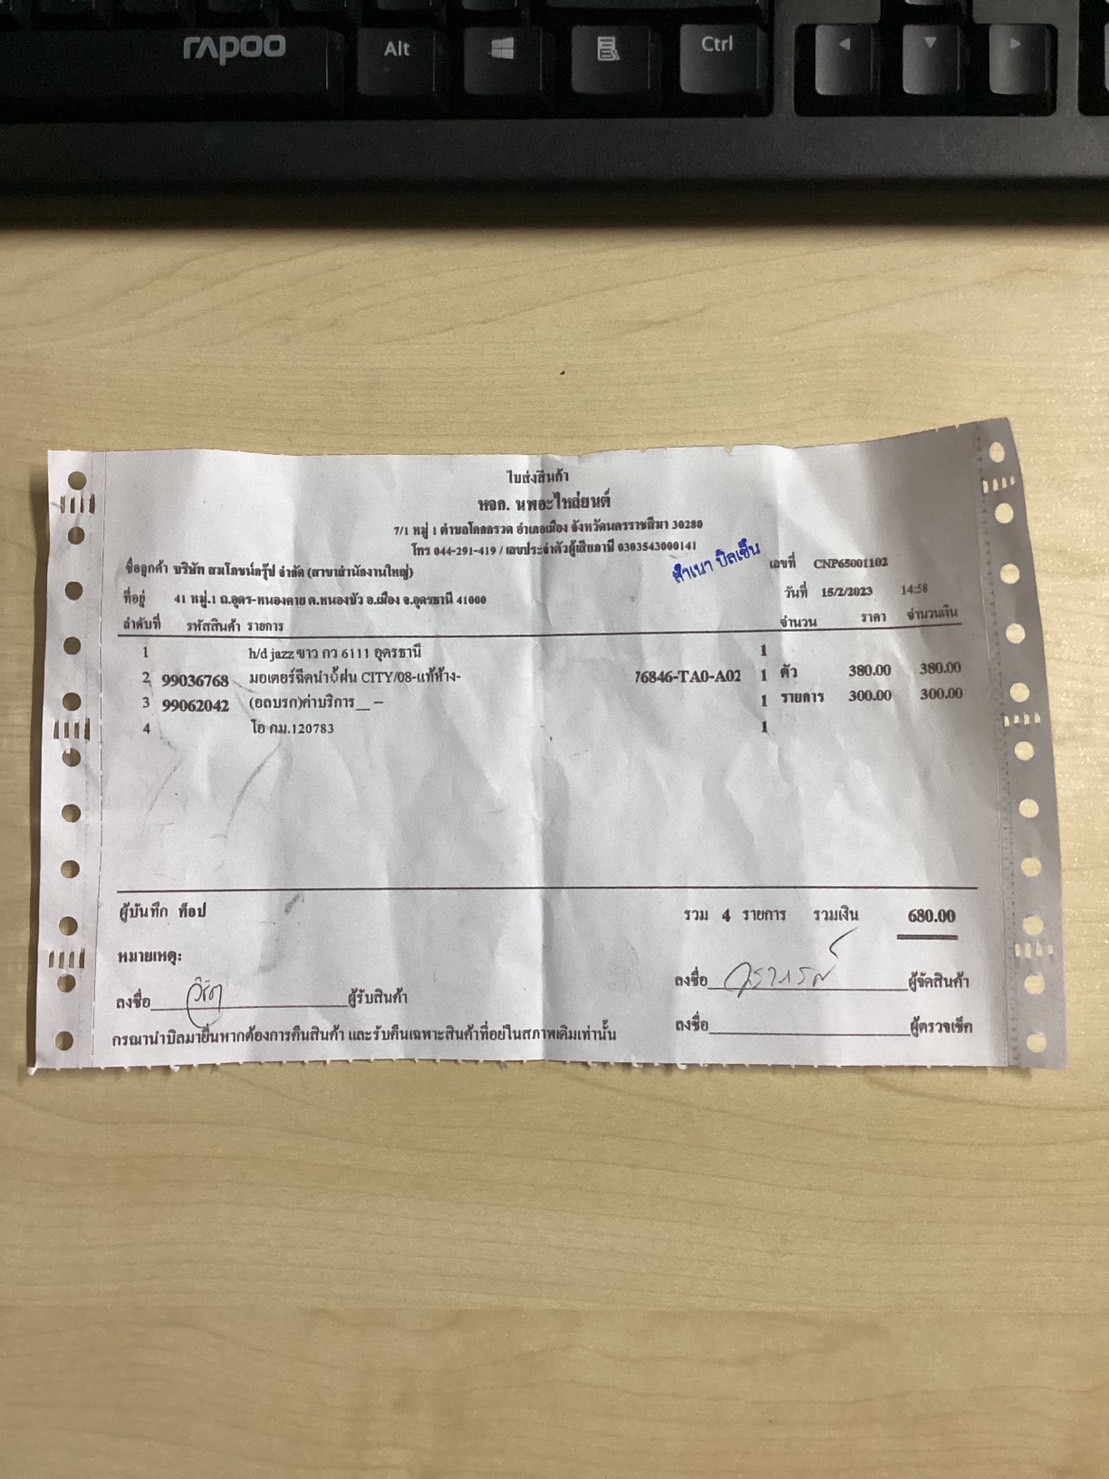 rapoo Alt Ctrl
ใบส่งสินค้า
หจก. นพอะไหล่ยนต์
7/1 หมู่ 1 ตำบลโคกกรวด อำเภอเมือง จังหวัดนครราชสีมา 30280
โทร 044-291-419 / เลขประจำตัวผู้เสียภาษี 0303543000141
สำเนา บิลเซ็น
เลขที่ CNP65001102
ชื่อลูกค้า บริษัท สมโภชน์กรุ๊ป จำกัด (สาขาสำนักงานใหญ่)
วันที่ 15/2/2023 14:58
ที่อยู่ 41 หมู่.1 ถ.อุดร-หนองคาย ต.หนองบัว อ.เมือง จ.อุดรธานี 41000
ลำดับที่ รหัสสินค้า รายการ จำนวน ราคา จำนวนเงิน
1 h/d jazz ขาว กว 6111 อุดรธานี 1
2 99036768 มอเตอร์ฉีดน้ำฝน CITY/08-แท้ห้าง- 76846-TA0-A02 1 ตัว 380.00 380.00
3 99062042 (อลบรก)ค่าบริการ__ -- 1 รายการ 300.00 300.00
4 โอ กม.120783 1
ผู้บันทึก ท็อป รวม 4 รายการ รวมเงิน 680.00
หมายเหตุ:
ลงชื่อ ผู้จัดสินค้า
ลงชื่อ ผู้รับสินค้า
ลงชื่อ ผู้ตรวจเช็ค
กรุณานำบิลมายื่นหากต้องการคืนสินค้า และรับคืนเฉพาะสินค้าที่อยู่ในสภาพเดิมเท่านั้น